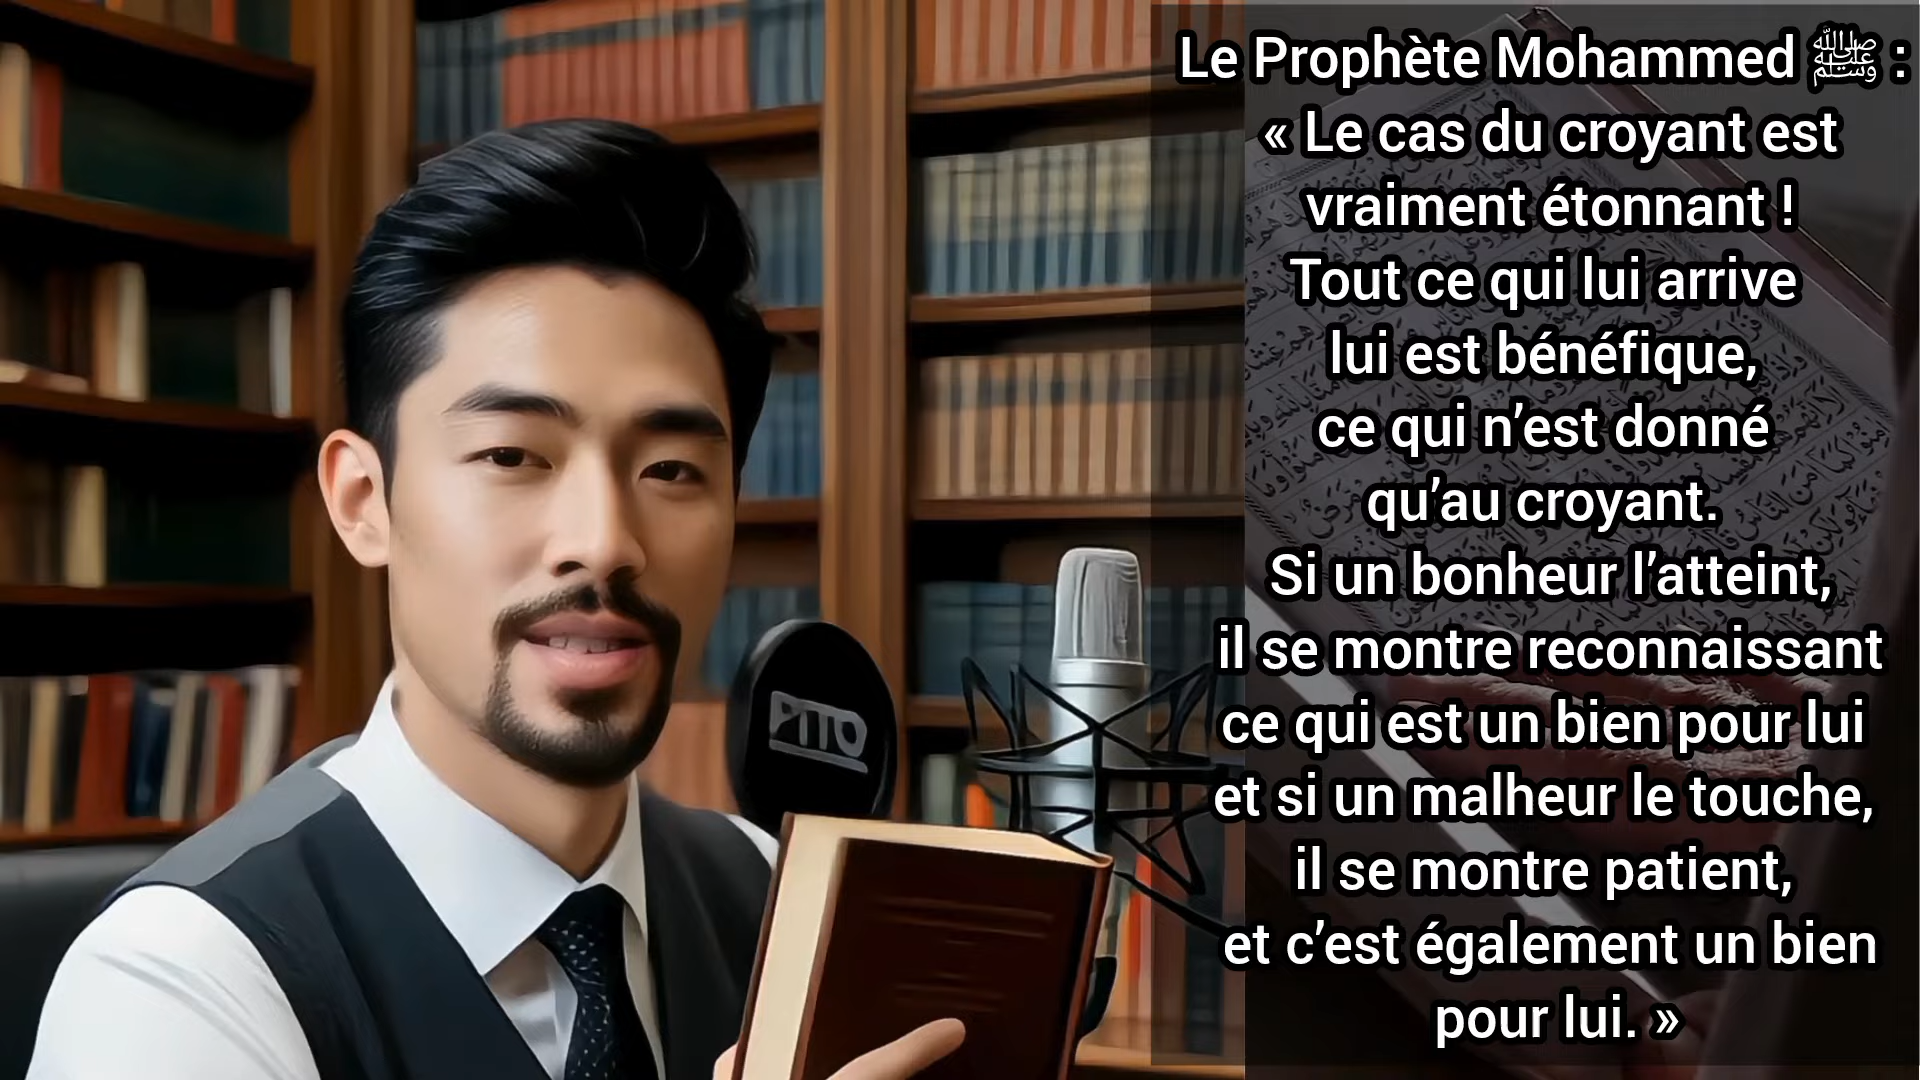 Le Prophète Mohammed ﷺ :
« Le cas du croyant est
vraiment étonnant !
Tout ce qui lui arrive
lui est bénéfique,
ce qui n’est donné
qu’au croyant.
Si un bonheur l’atteint,
il se montre reconnaissant
ce qui est un bien pour lui
et si un malheur le touche,
il se montre patient,
et c’est également un bien
pour lui. »
PITO